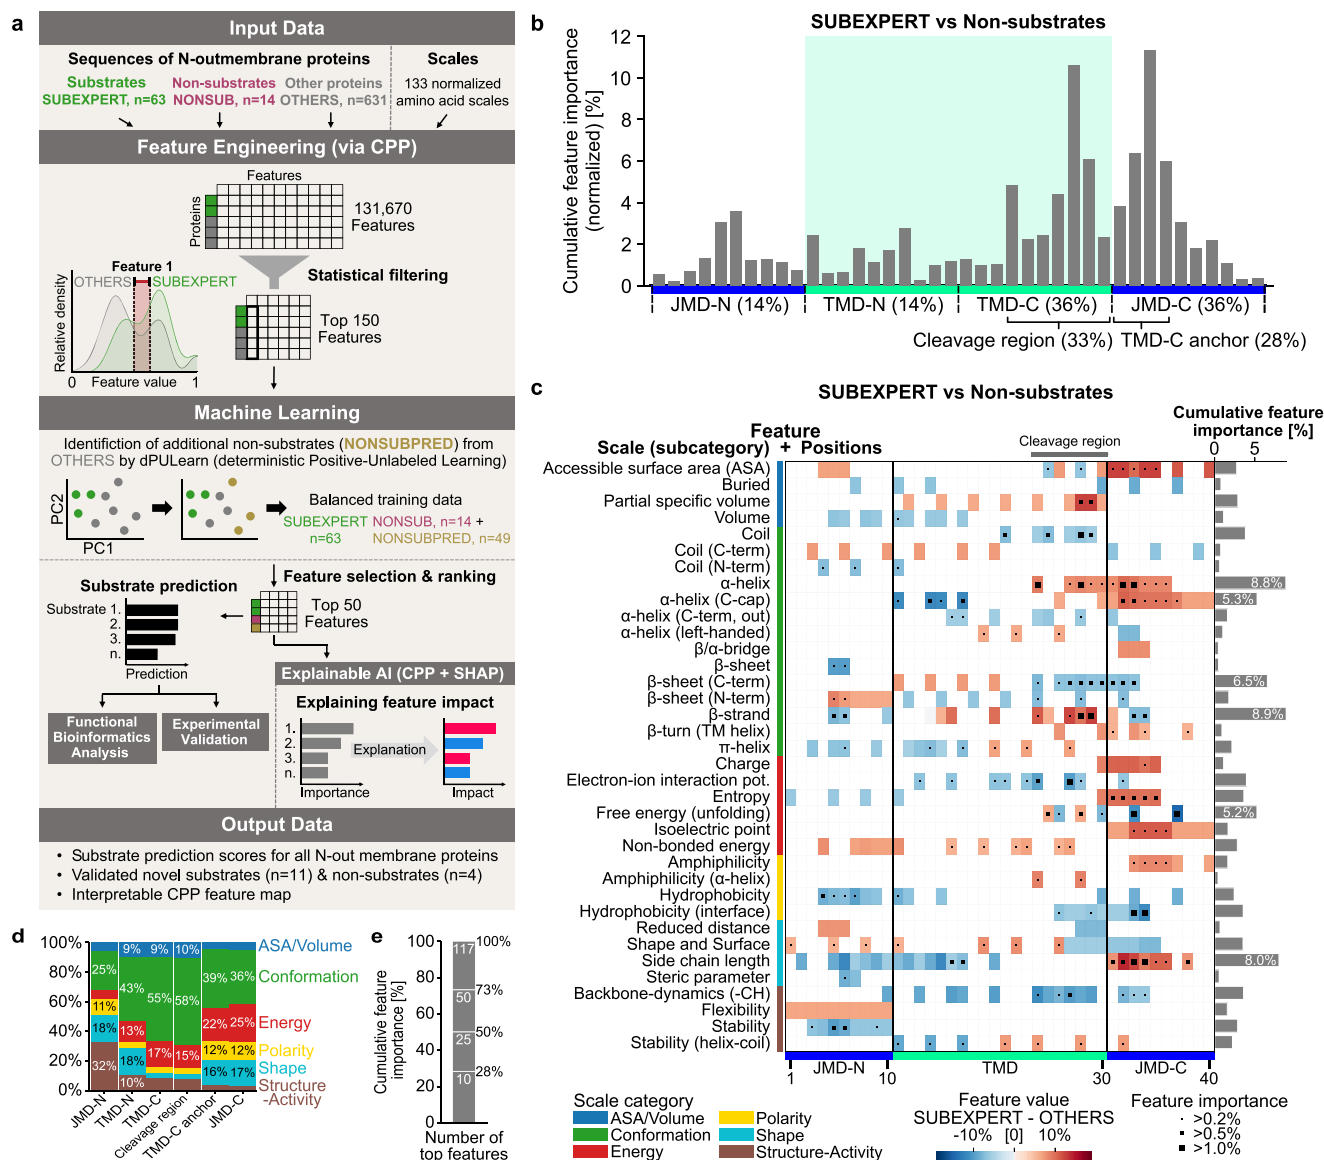 a
Input Data
Sequences of N-outmembrane proteins
Scales
Substrates
SUBEXPERT, n=63
Non-substrates
NONSUB, n=14
Other proteins
OTHERS, n=631
133 normalized
amino acid scales
Feature Engineering (via CPP)
Features
Proteins
131,670
Features
Statistical filtering
Feature 1
OTHERS
SUBEXPERT
Relative density
0
Feature value
1
Top 150
Features
Machine Learning
Identifiction of additional non-substrates (NONSUBPRED) from
OTHERS by dPULearn (deterministic Positive-Unlabeled Learning)
PC2
PC1
Balanced training data
SUBEXPERT
n=63
NONSUB, n=14 +
NONSUBPRED, n=49
Substrate prediction
Feature selection & ranking
Substrate 1.
2.
3.
n.
Prediction
Top 50
Features
Functional
Bioinformatics
Analysis
Experimental
Validation
Explainable AI (CPP + SHAP)
Explaining feature impact
1.
2.
3.
n.
Explanation
Importance
Impact
Output Data
• Substrate prediction scores for all N-out membrane proteins
• Validated novel substrates (n=11) & non-substrates (n=4)
• Interpretable CPP feature map
b
SUBEXPERT vs Non-substrates
Cumulative feature importance
(normalized) [%]
12
10
8
6
4
2
0
JMD-N (14%)
TMD-N (14%)
TMD-C (36%)
JMD-C (36%)
Cleavage region (33%)
TMD-C anchor (28%)
c
SUBEXPERT vs Non-substrates
Feature
Scale (subcategory) + Positions
Cleavage region
Cumulative feature
importance [%]
0
5
Accessible surface area (ASA)
Buried
Partial specific volume
Volume
Coil
Coil (C-term)
Coil (N-term)
α-helix
8.8%
α-helix (C-cap)
5.3%
α-helix (C-term, out)
α-helix (left-handed)
β/α-bridge
β-sheet
β-sheet (C-term)
6.5%
β-sheet (N-term)
β-strand
8.9%
β-turn (TM helix)
π-helix
Charge
Electron-ion interaction pot.
Entropy
Free energy (unfolding)
5.2%
Isoelectric point
Non-bonded energy
Amphiphilicity
Amphiphilicity (α-helix)
Hydrophobicity
Hydrophobicity (interface)
Reduced distance
Shape and Surface
Side chain length
8.0%
Steric parameter
Backbone-dynamics (-CH)
Flexibility
Stability
Stability (helix-coil)
1
JMD-N
10
TMD
30
JMD-C
40
Scale category
ASA/Volume
Conformation
Energy
Polarity
Shape
Structure-Activity
Feature value
SUBEXPERT - OTHERS
-10%
[0]
10%
Feature importance
>0.2%
>0.5%
>1.0%
d
100%
80%
60%
40%
20%
0%
25%
11%
18%
32%
9%
43%
13%
18%
10%
9%
55%
17%
10%
58%
15%
39%
22%
12%
16%
36%
25%
12%
17%
ASA/Volume
Conformation
Energy
Polarity
Shape
Structure
-Activity
JMD-N
TMD-N
TMD-C
Cleavage region
TMD-C anchor
JMD-C
e
Cumulative feature
importance [%]
100
80
60
40
20
0
117
50
25
10
100%
73%
50%
28%
Number of
top features